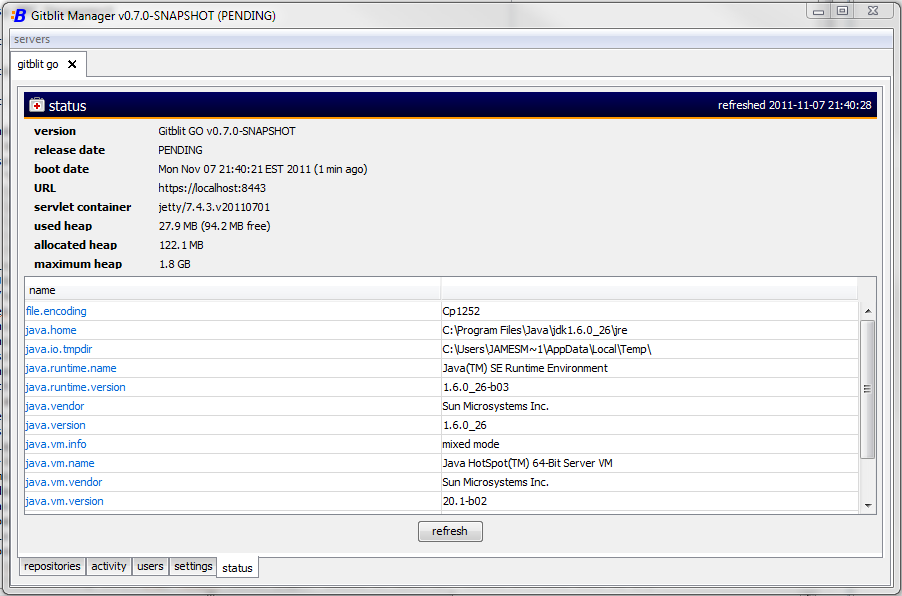 Gitblit Manager v0.7.0-SNAPSHOT (PENDING)
servers
gitblit go
status refreshed 2011-11-07 21:40:28
version Gitblit GO v0.7.0-SNAPSHOT
release date PENDING
boot date Mon Nov 07 21:40:21 EST 2011 (1 min ago)
URL https://localhost:8443
servlet container jetty/7.4.3.v20110701
used heap 27.9 MB (94.2 MB free)
allocated heap 122.1 MB
maximum heap 1.8 GB
name
file.encoding Cp1252
java.home C:\Program Files\Java\jdk1.6.0_26\jre
java.io.tmpdir C:\Users\JAMESM~1\AppData\Local\Temp\
java.runtime.name Java(TM) SE Runtime Environment
java.runtime.version 1.6.0_26-b03
java.vendor Sun Microsystems Inc.
java.version 1.6.0_26
java.vm.info mixed mode
java.vm.name Java HotSpot(TM) 64-Bit Server VM
java.vm.vendor Sun Microsystems Inc.
java.vm.version 20.1-b02
refresh
repositories activity users settings status